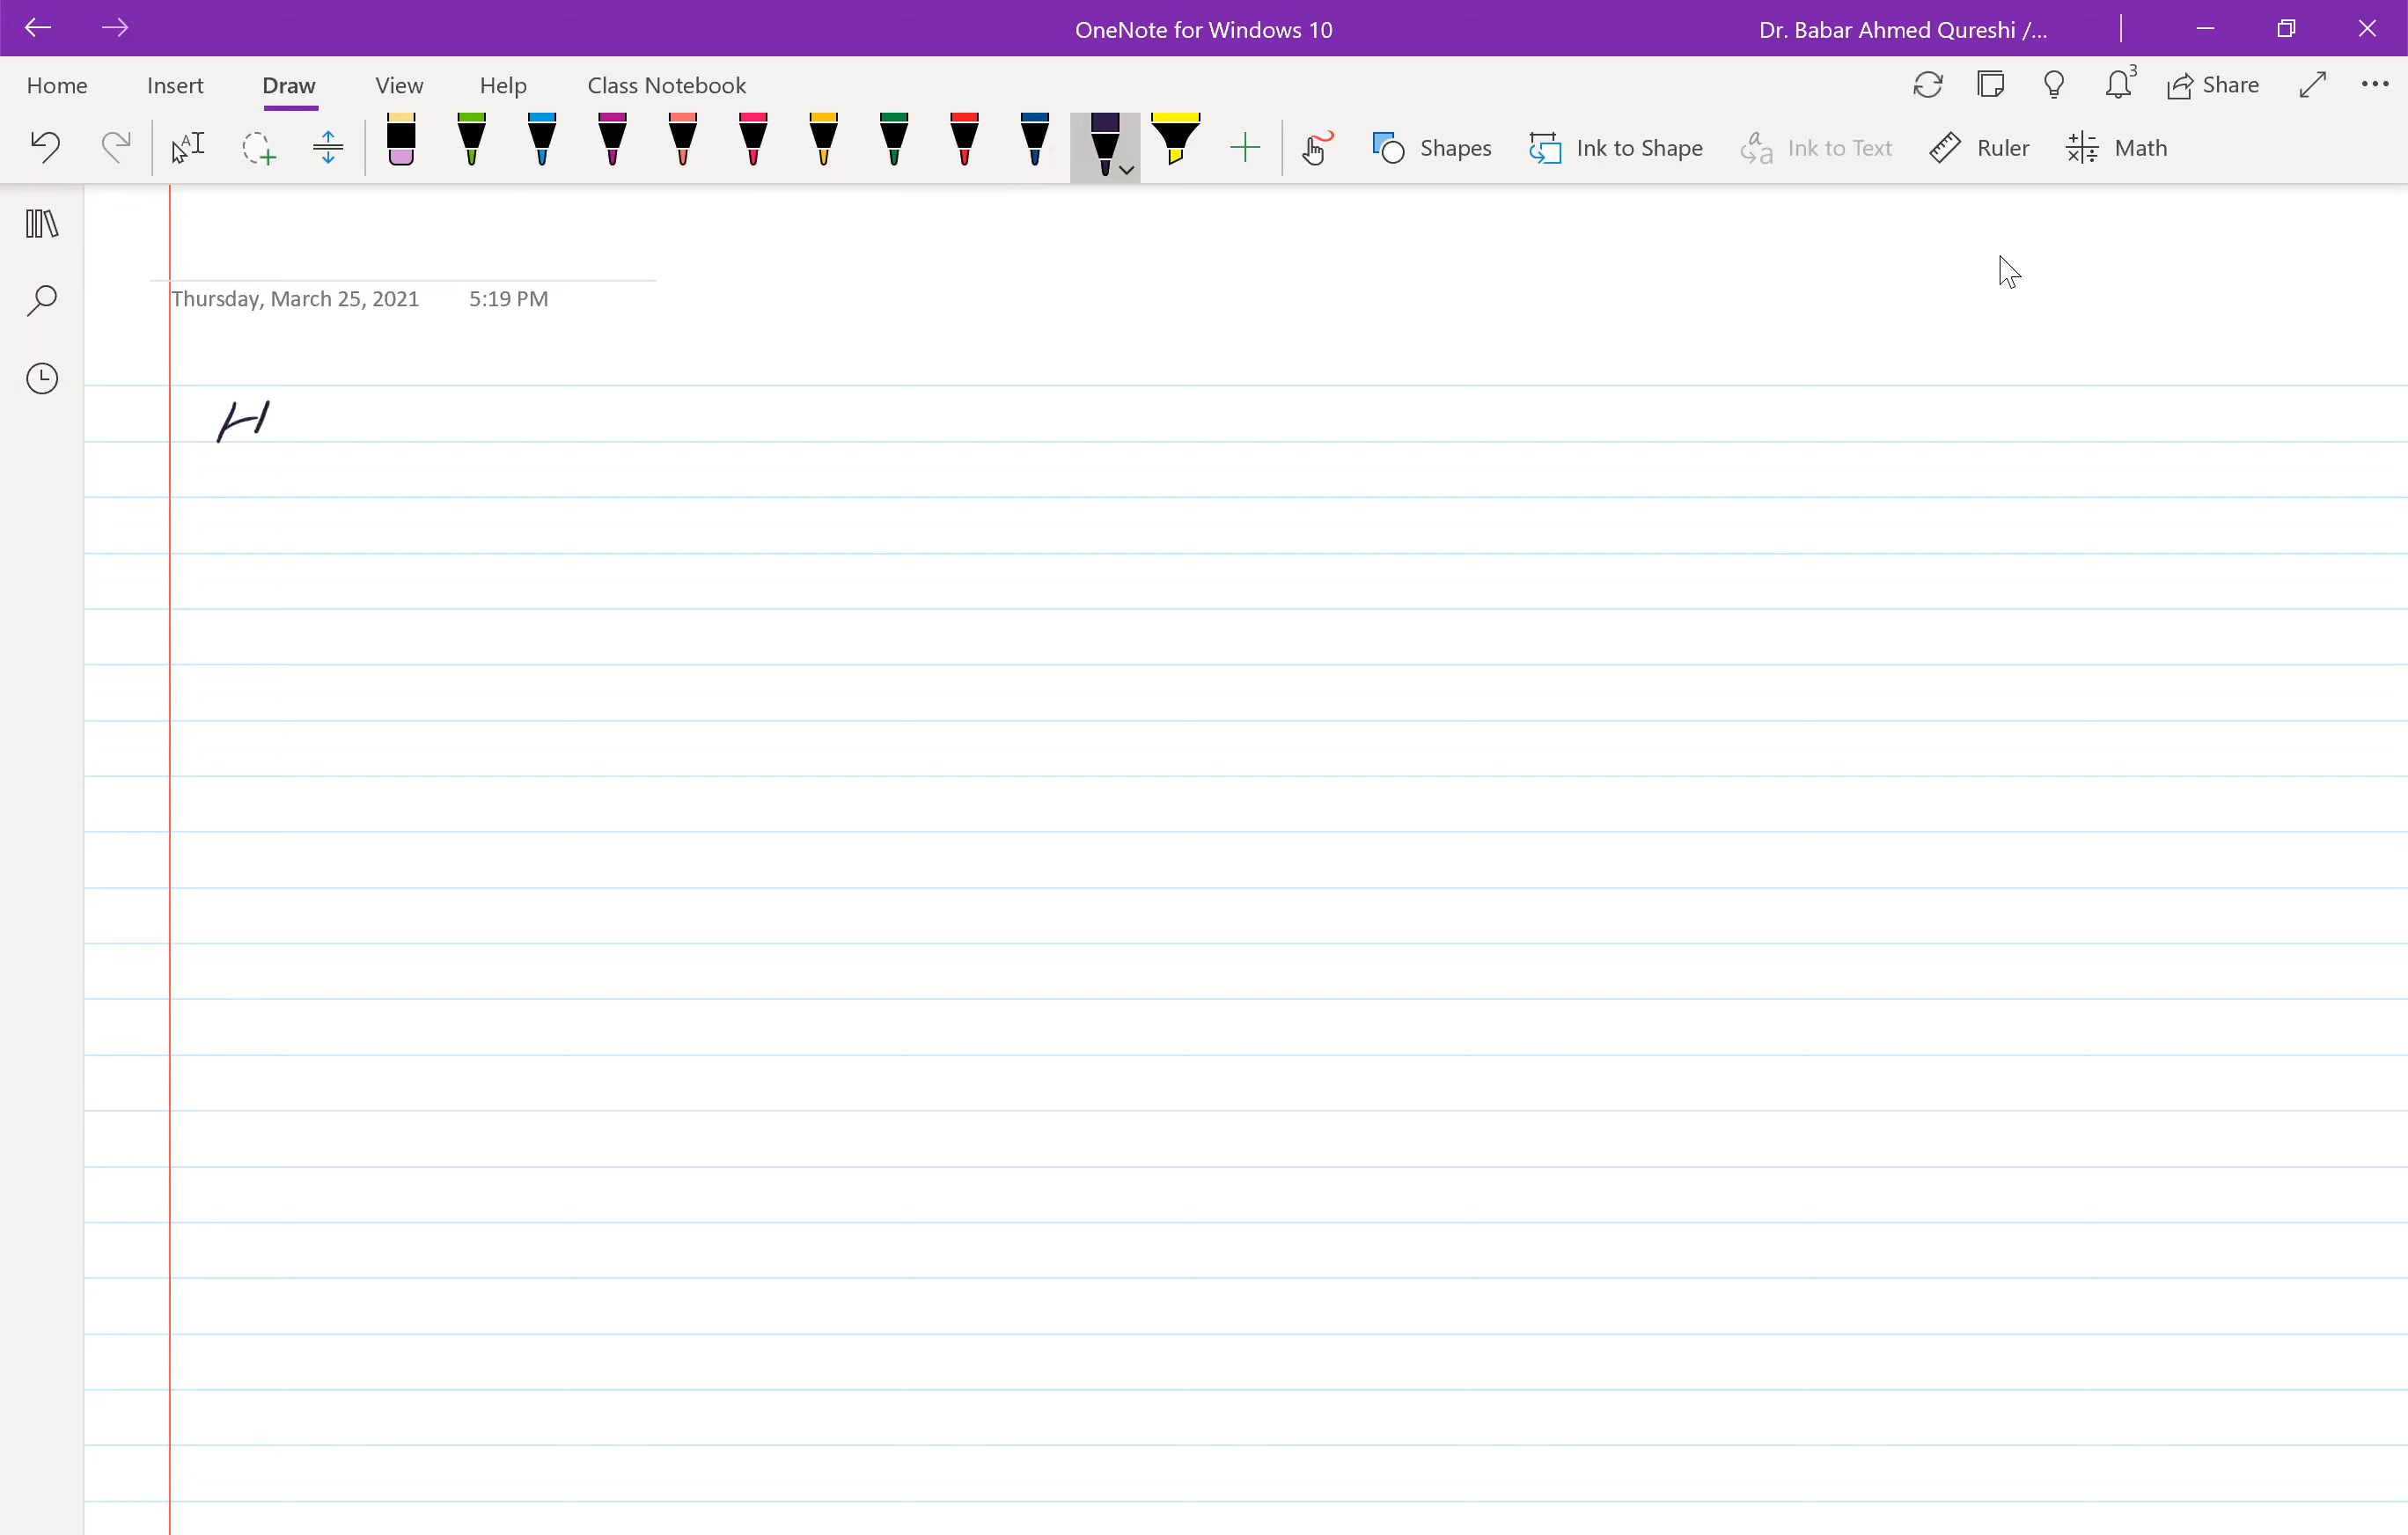 OneNote for Windows 10 Dr. Babar Ahmed Qureshi /...
Home Insert Draw View Help Class Notebook 3 Share
Shapes Ink to Shape Ink to Text Ruler Math
Thursday, March 25, 2021 5:19 PM
H